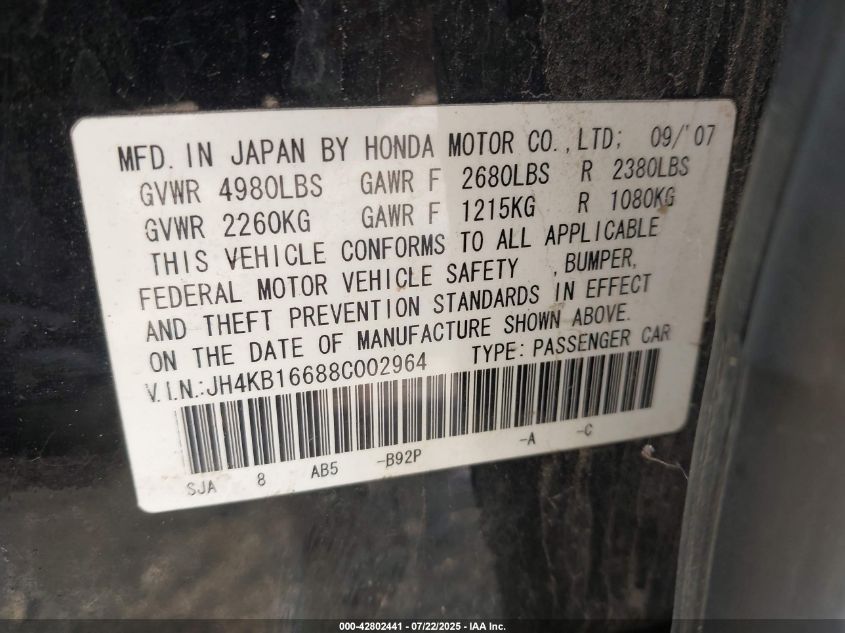 MFD. IN JAPAN BY HONDA MOTOR CO.,LTD; 09/'07
GVWR 4980LBS GAWR F 2680LBS R 2380LBS
GVWR 2260KG GAWR F 1215KG R 1080KG
THIS VEHICLE CONFORMS TO ALL APPLICABLE
FEDERAL MOTOR VEHICLE SAFETY , BUMPER,
AND THEFT PREVENTION STANDARDS IN EFFECT
ON THE DATE OF MANUFACTURE SHOWN ABOVE.
V.I.N.:JH4KB16688C002964 TYPE: PASSENGER CAR
SJA 8 AB5 -B92P -A -C
000-42802441 - 07/22/2025 - IAA Inc.